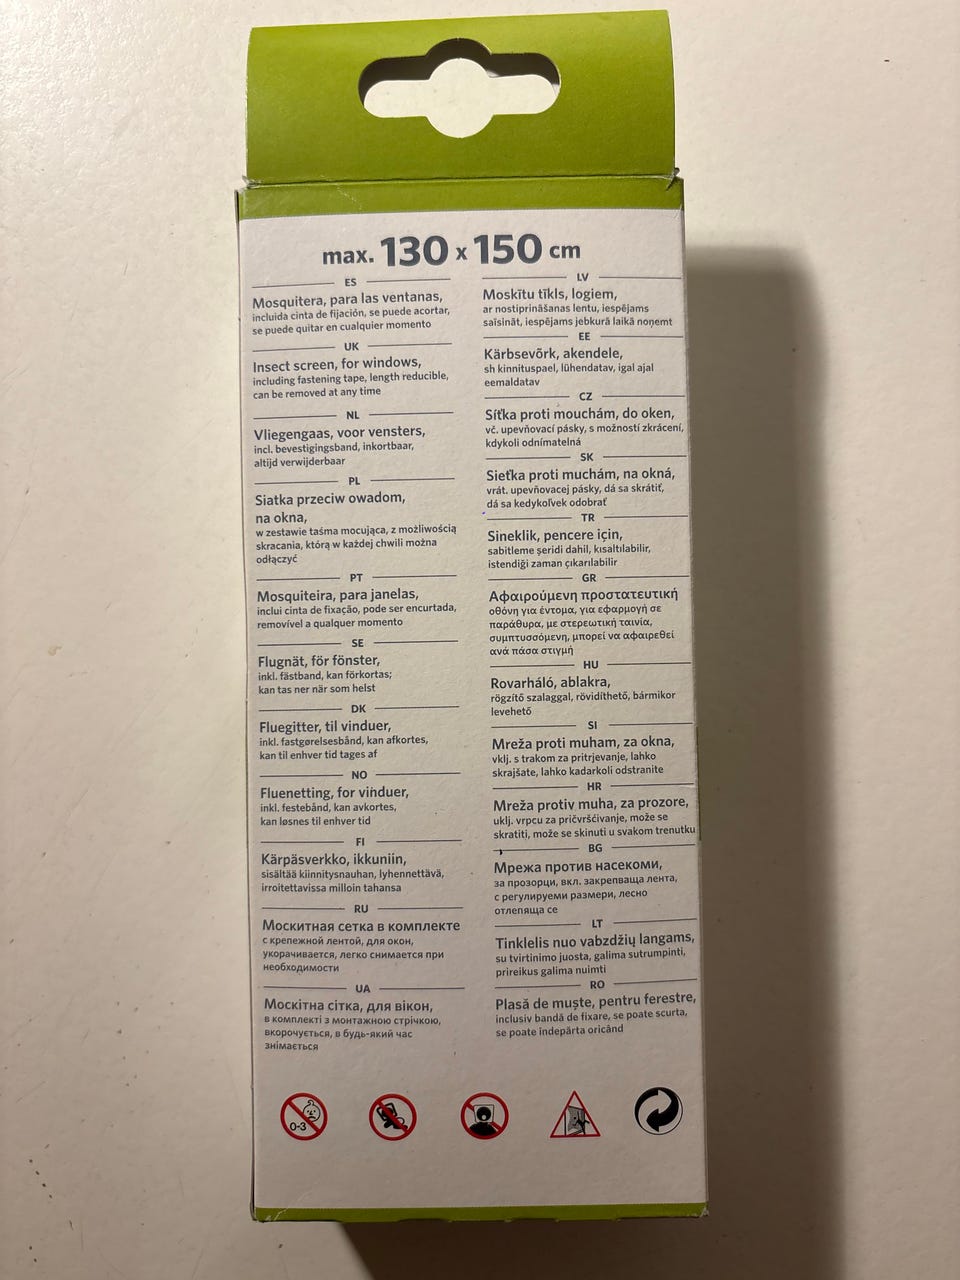 max. 130 x 150 cm
ES
Mosquitera, para las ventanas,
incluida cinta de fijación, se puede acortar,
se puede quitar en cualquier momento
UK
Insect screen, for windows,
including fastening tape, length reducible,
can be removed at any time
NL
Vliegengaas, voor vensters,
incl. bevestigingsband, inkortbaar,
altijd verwijderbaar
PL
Siatka przeciw owadom,
na okna,
w zestawie taśma mocująca, z możliwością
skracania, którą w każdej chwili można
odłączyć
PT
Mosquiteira, para janelas,
inclui cinta de fixação, pode ser encurtada,
removível a qualquer momento
SE
Flugnät, för fönster,
inkl. fästband, kan förkortas;
kan tas ner när som helst
DK
Fluegitter, til vinduer,
inkl. fastgørelsesbånd, kan afkortes,
kan til enhver tid tages af
NO
Fluenetting, for vinduer,
inkl. festebånd, kan avkortes,
kan løsnes til enhver tid
FI
Kärpäsverkko, ikkuniin,
sisältää kiinnitysnauhan, lyhennettävä,
irroitettavissa milloin tahansa
RU
Москитная сетка в комплекте
с крепежной лентой, для окон,
укорачивается, легко снимается при
необходимости
UA
Москітна сітка, для вікон,
в комплекті з монтажною стрічкою,
вкорочується, в будь-який час
знімається
LV
Moskītu tīkls, logiem,
ar nostiprināšanas lentu, iespējams
saīsināt, iespējams jebkurā laikā noņemt
EE
Kärbsevõrk, akendele,
sh kinnituspael, lühendatav, igal ajal
eemaldatav
CZ
Síťka proti mouchám, do oken,
vč. upevňovací pásky, s možností zkrácení,
kdykoli odnímatelná
SK
Sieťka proti muchám, na okná,
vrát. upevňovacej pásky, dá sa skrátiť,
dá sa kedykoľvek odobrať
TR
Sineklik, pencere için,
sabitleme şeridi dahil, kısaltılabilir,
istendiği zaman çıkarılabilir
GR
Αφαιρούμενη προστατευτική
οθόνη για έντομα, για εφαρμογή σε
παράθυρα, με στερεωτική ταινία,
συμπτυσσόμενη, μπορεί να αφαιρεθεί
ανά πάσα στιγμή
HU
Rovarháló, ablakra,
rögzítő szalaggal, rövidíthető, bármikor
levehető
SI
Mreža proti muham, za okna,
vklj. s trakom za pritrjevanje, lahko
skrajšate, lahko kadarkoli odstranite
HR
Mreža protiv muha, za prozore,
uklj. vrpcu za pričvršćivanje, može se
skratiti, može se skinuti u svakom trenutku
BG
Мрежа против насекоми,
за прозорци, вкл. закрепваща лента,
с регулируеми размери, лесно
отлепяща се
LT
Tinklelis nuo vabzdžių langams,
su tvirtinimo juosta, galima sutrumpinti,
prireikus galima nuimti
RO
Plasă de muște, pentru ferestre,
inclusiv bandă de fixare, se poate scurta,
se poate îndepărta oricând
0-3